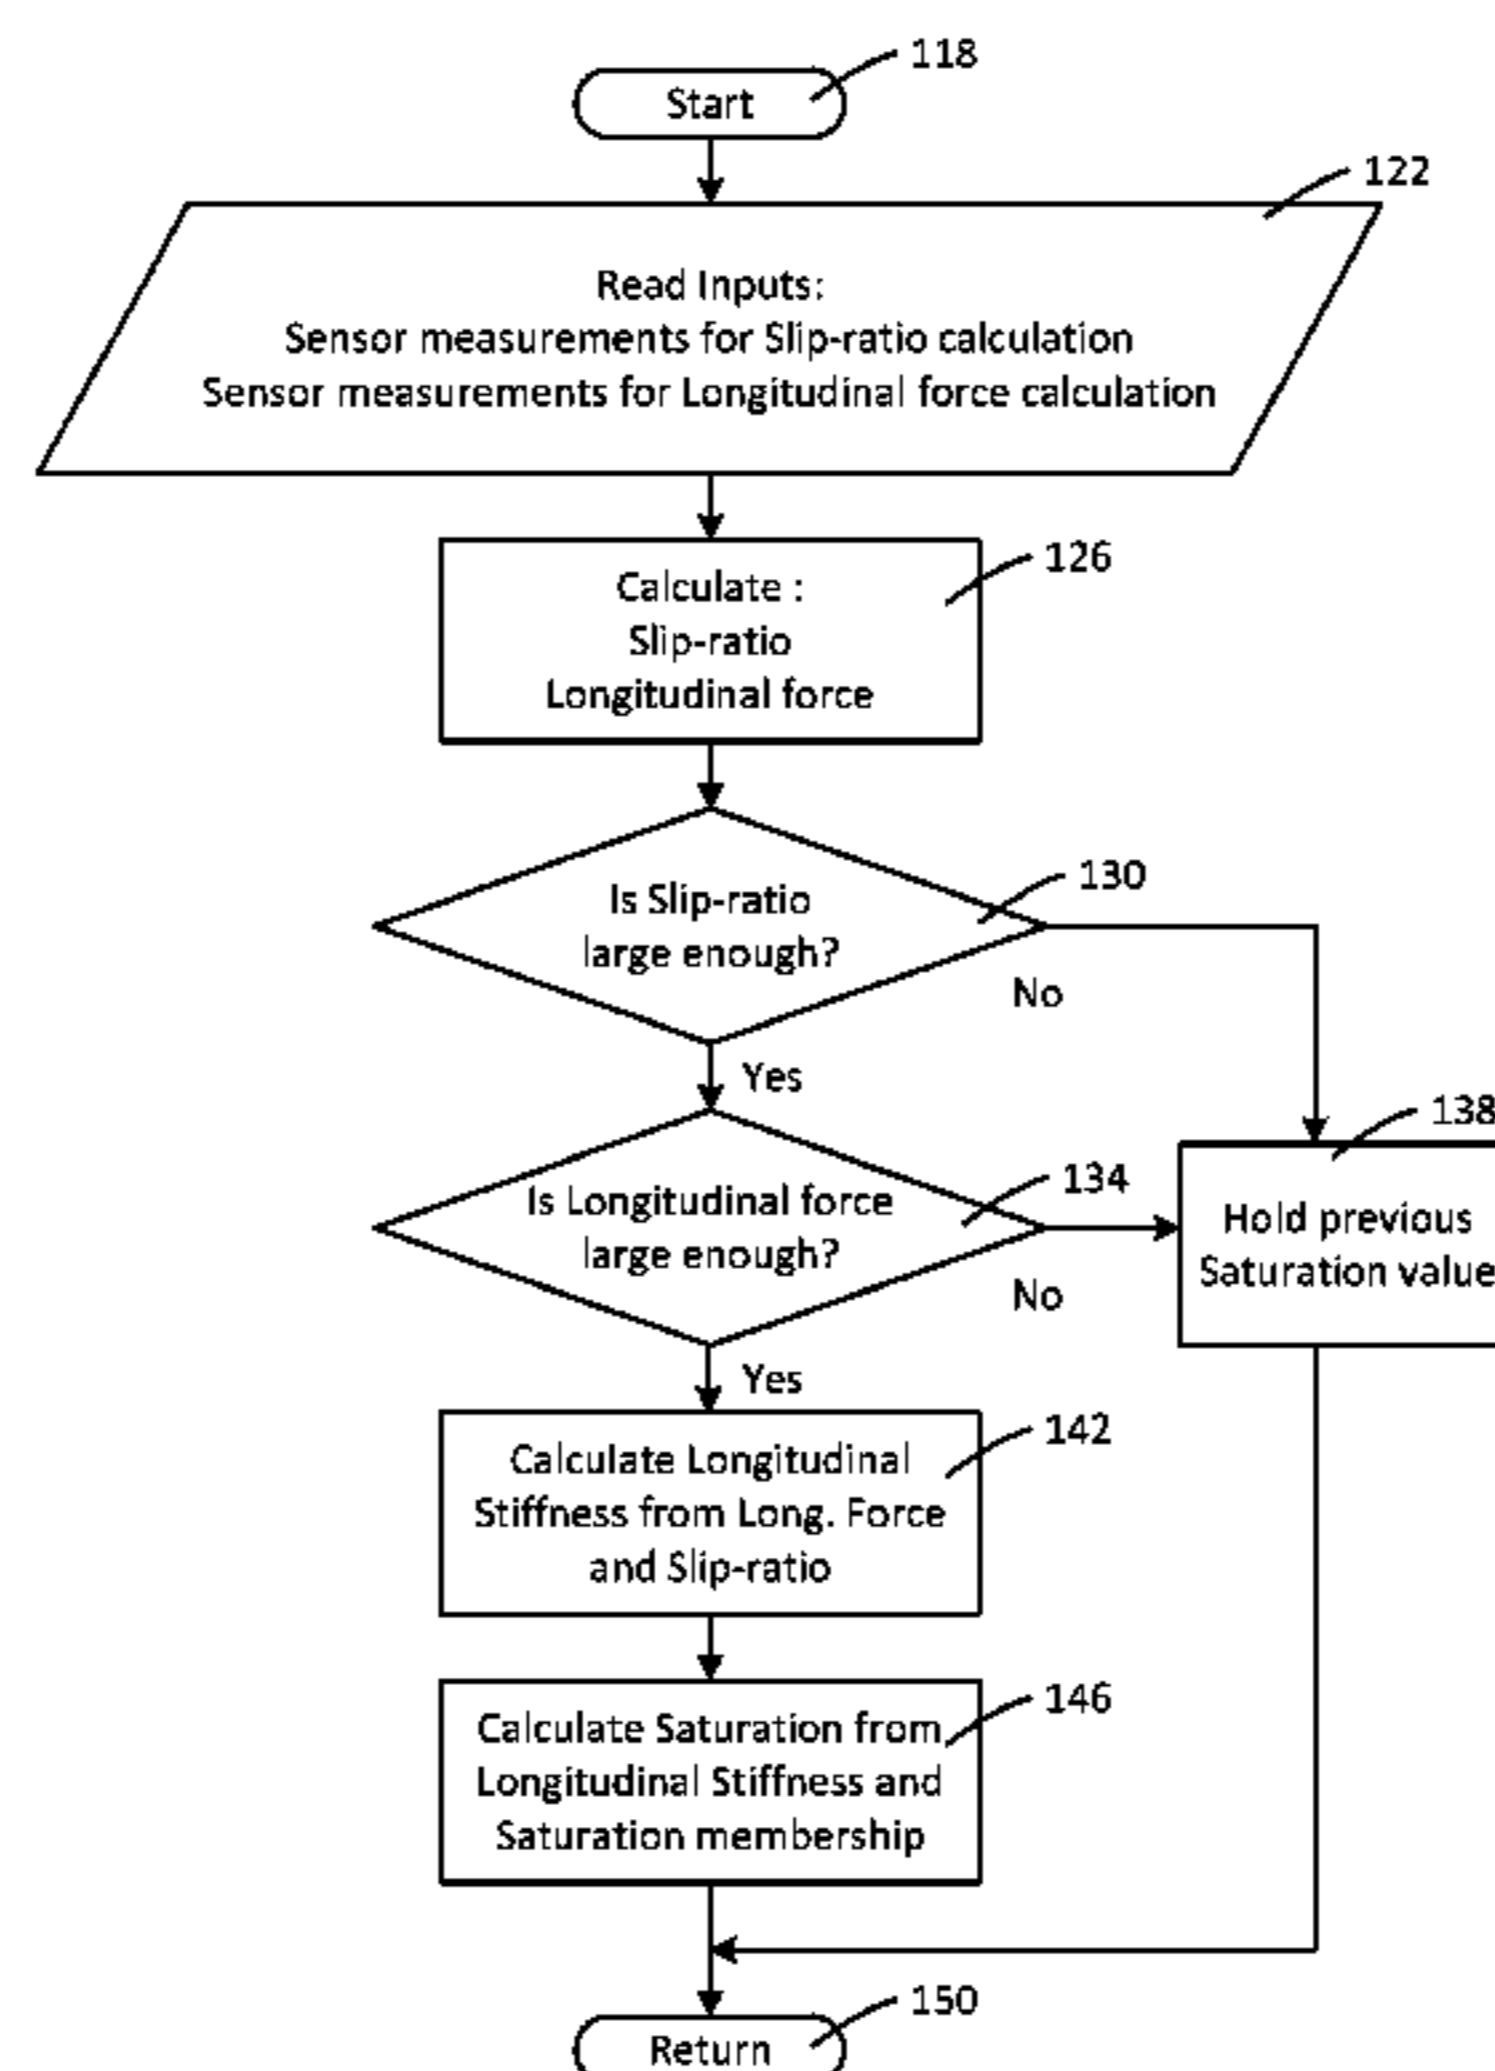 118
Start
122
Read Inputs:
Sensor measurements for Slip-ratio calculation
Sensor measurements for Longitudinal force calculation
126
Calculate :
Slip-ratio
Longitudinal force
130
Is Slip-ratio
large enough?
No
Yes
138
134
Is Longitudinal force
large enough?
Hold previous
Saturation value
No
Yes
142
Calculate Longitudinal
Stiffness from Long. Force
and Slip-ratio
146
Calculate Saturation from
Longitudinal Stiffness and
Saturation membership
150
Return